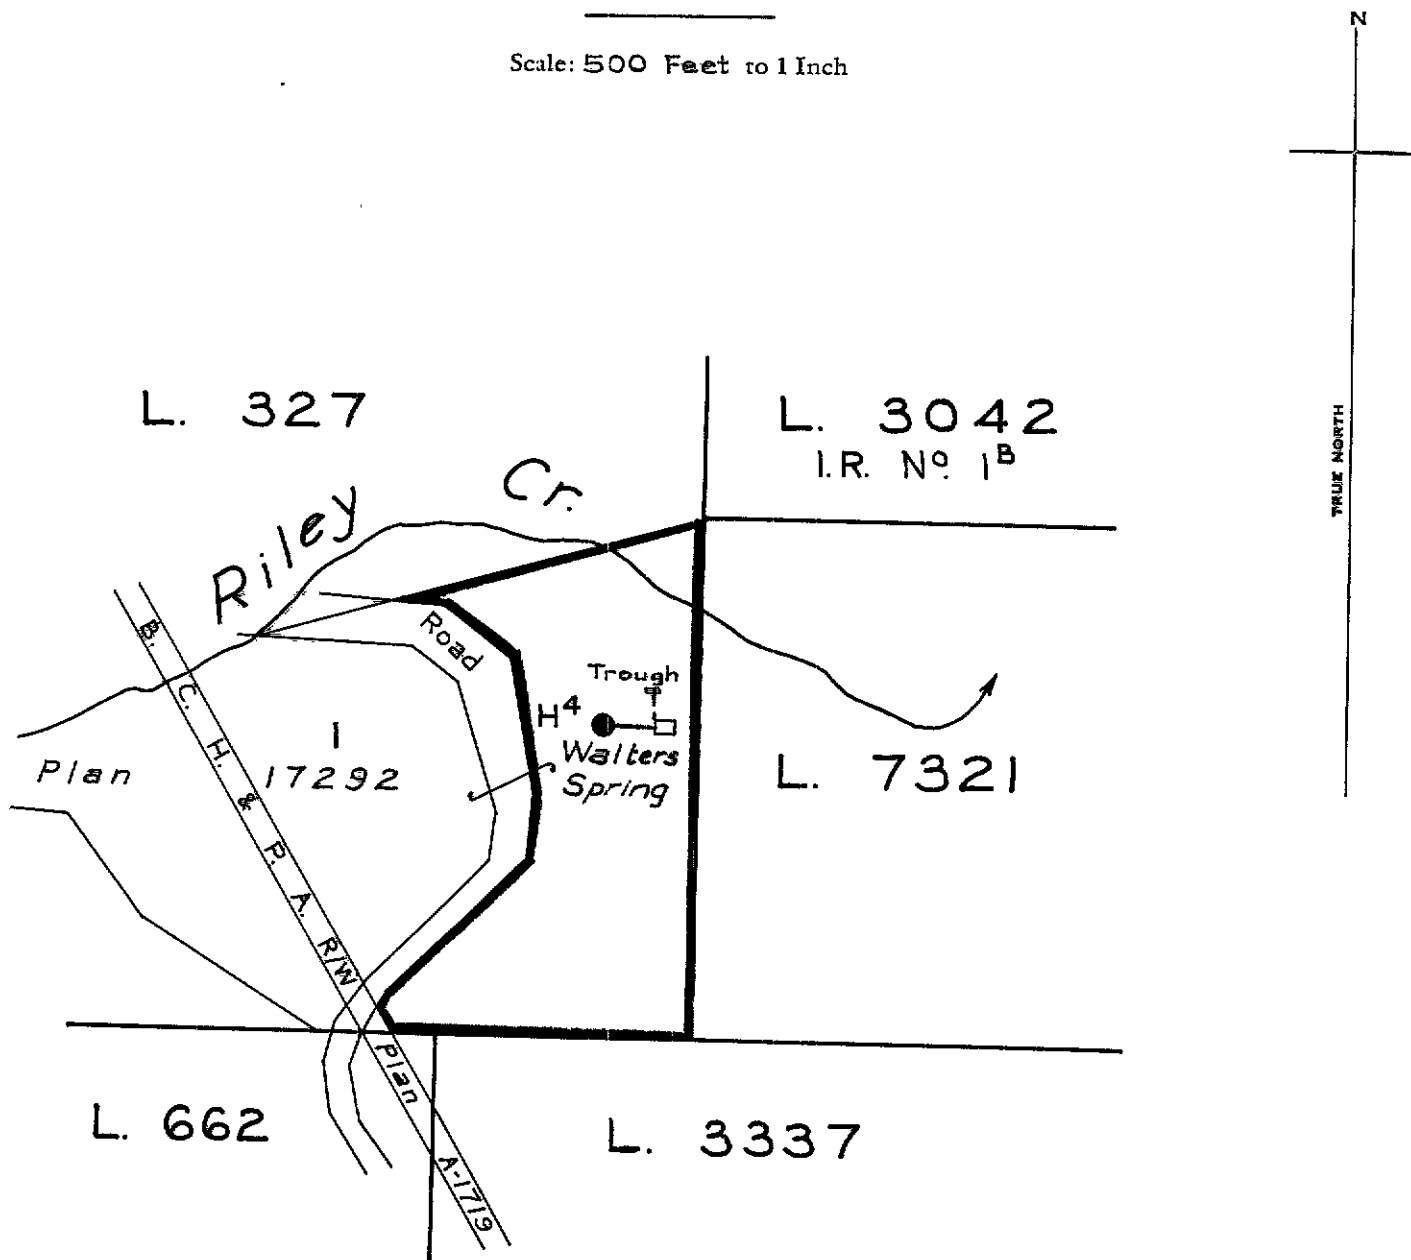 N
Scale: 500 Feet to 1 Inch
TRUE NORTH
L. 327
L. 3042
I.R. No. 1B
Riley Cr.
Road
B. C. H. & P. A. R/W Plan A-1719
Trough
H4
Walters
Spring
1
Plan 17292
L. 7321
L. 662
L. 3337